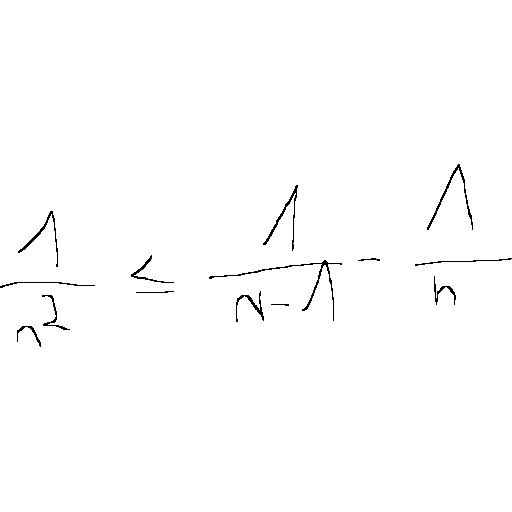 1/n² ≤ 1/(n-1) - 1/n